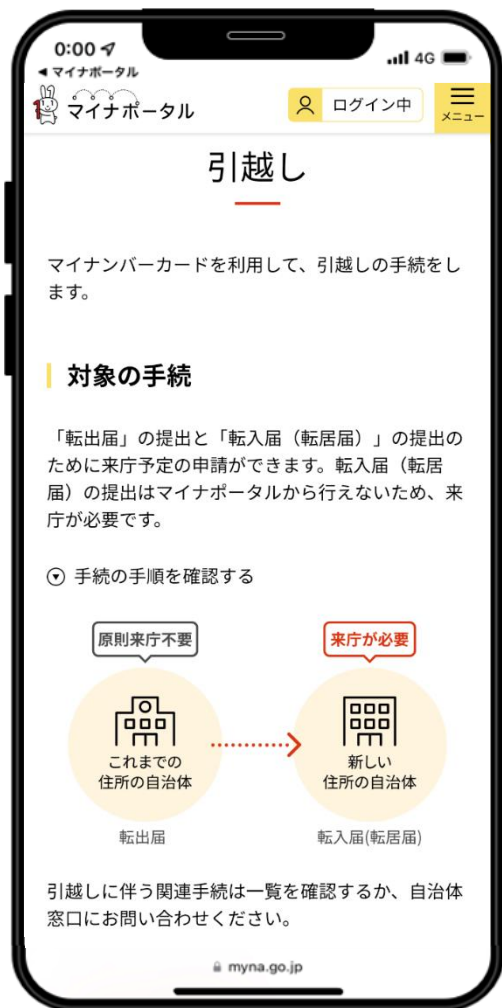 0:00
4G
◀ マイナポータル
マイナポータル
ログイン中
メニュー
引越し
マイナンバーカードを利用して、引越しの手続をし
ます。
対象の手続
「転出届」の提出と「転入届（転居届）」の提出の
ために来庁予定の申請ができます。転入届（転居
届）の提出はマイナポータルから行えないため、来
庁が必要です。
手続の手順を確認する
原則来庁不要
来庁が必要
これまでの
住所の自治体
新しい
住所の自治体
転出届
転入届(転居届)
引越しに伴う関連手続は一覧を確認するか、自治体
窓口にお問い合わせください。
myna.go.jp